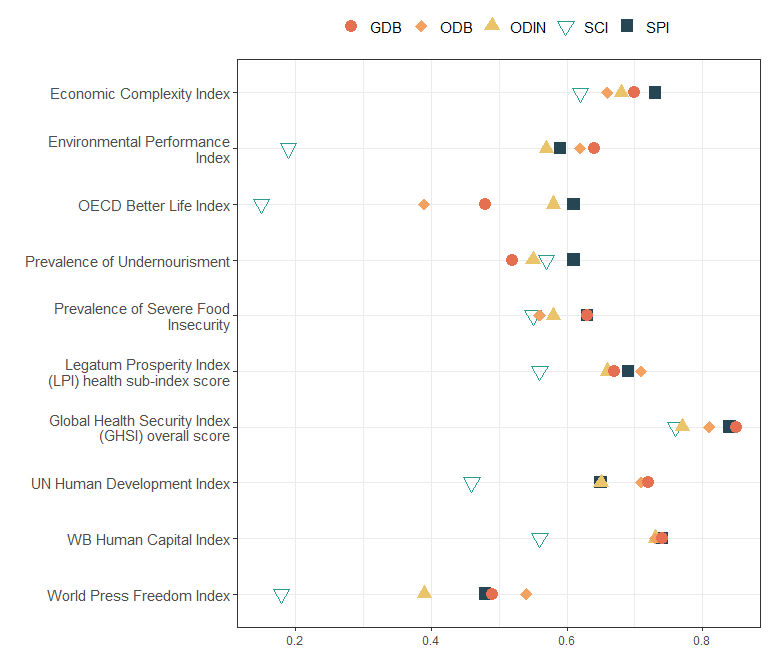 GDB ODB ODIN SCI SPI
Economic Complexity Index
Environmental Performance
Index
OECD Better Life Index
Prevalence of Undernourisment
Prevalence of Severe Food
Insecurity
Legatum Prosperity Index
(LPI) health sub-index score
Global Health Security Index
(GHSI) overall score
UN Human Development Index
WB Human Capital Index
World Press Freedom Index
0.2 0.4 0.6 0.8